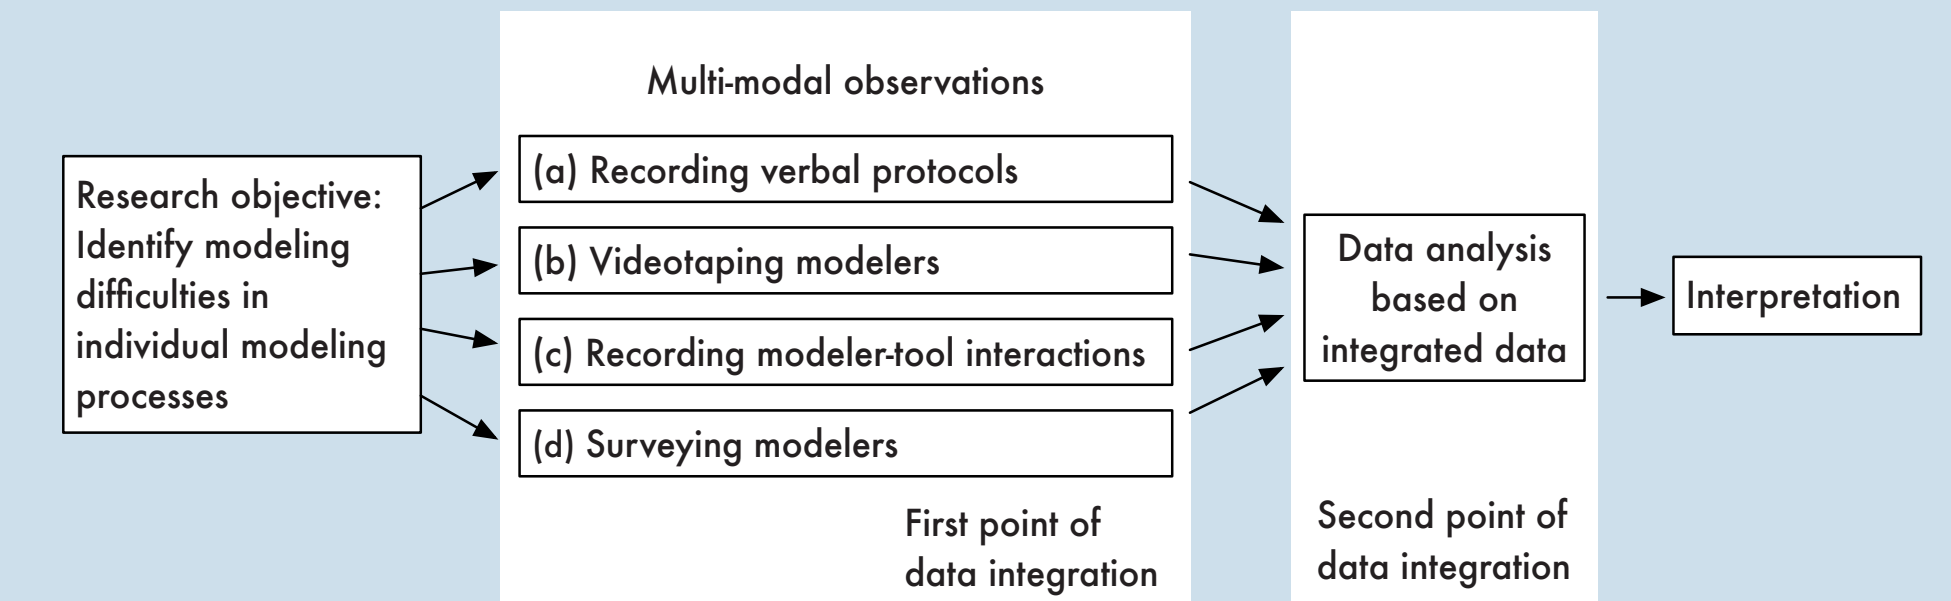 Research objective:
Identify modeling
difficulties in
individual modeling
processes
Multi-modal observations
(a) Recording verbal protocols
(b) Videotaping modelers
(c) Recording modeler-tool interactions
(d) Surveying modelers
First point of
data integration
Data analysis
based on
integrated data
Second point of
data integration
Interpretation